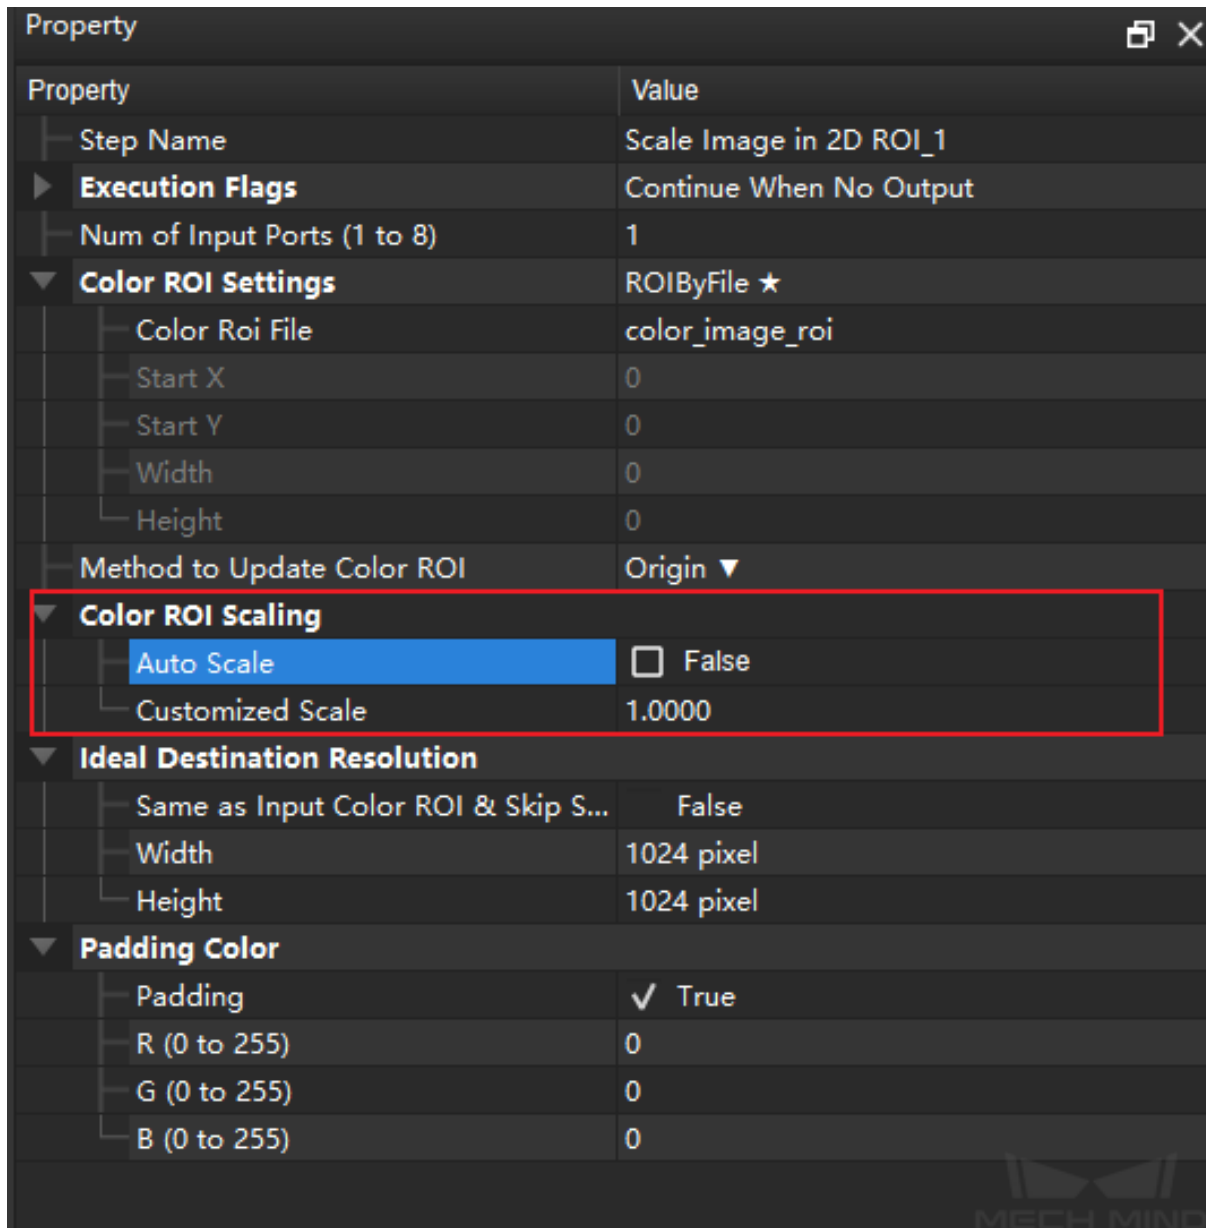 Property
Property Value
Step Name Scale Image in 2D ROI_1
Execution Flags Continue When No Output
Num of Input Ports (1 to 8) 1
Color ROI Settings ROIByFile ★
Color Roi File color_image_roi
Start X 0
Start Y 0
Width 0
Height 0
Method to Update Color ROI Origin ▼
Color ROI Scaling
Auto Scale False
Customized Scale 1.0000
Ideal Destination Resolution
Same as Input Color ROI & Skip S... False
Width 1024 pixel
Height 1024 pixel
Padding Color
Padding True
R (0 to 255) 0
G (0 to 255) 0
B (0 to 255) 0
MECH MIND